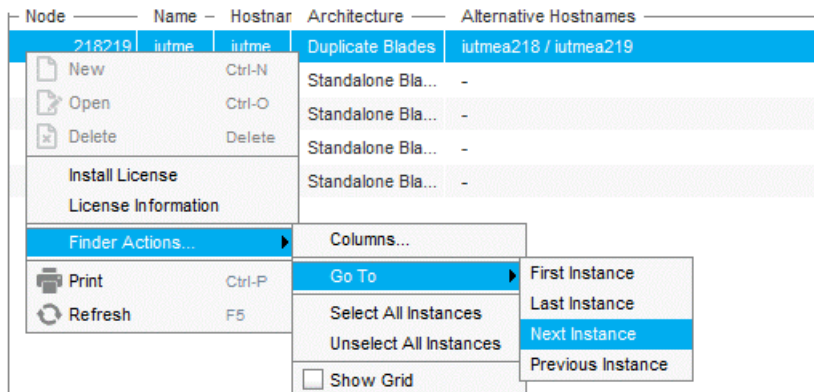 Node Name Hostnar Architecture Alternative Hostnames
218219 iutme iutme Duplicate Blades iutmea218 / iutmea219
New Ctrl-N
Standalone Bla... -
Open Ctrl-O
Standalone Bla... -
Delete Delete
Standalone Bla... -
Install License
Standalone Bla... -
License Information
Finder Actions...
Columns...
Print Ctrl-P
Go To
First Instance
Refresh F5
Select All Instances
Last Instance
Unselect All Instances
Next Instance
Previous Instance
Show Grid